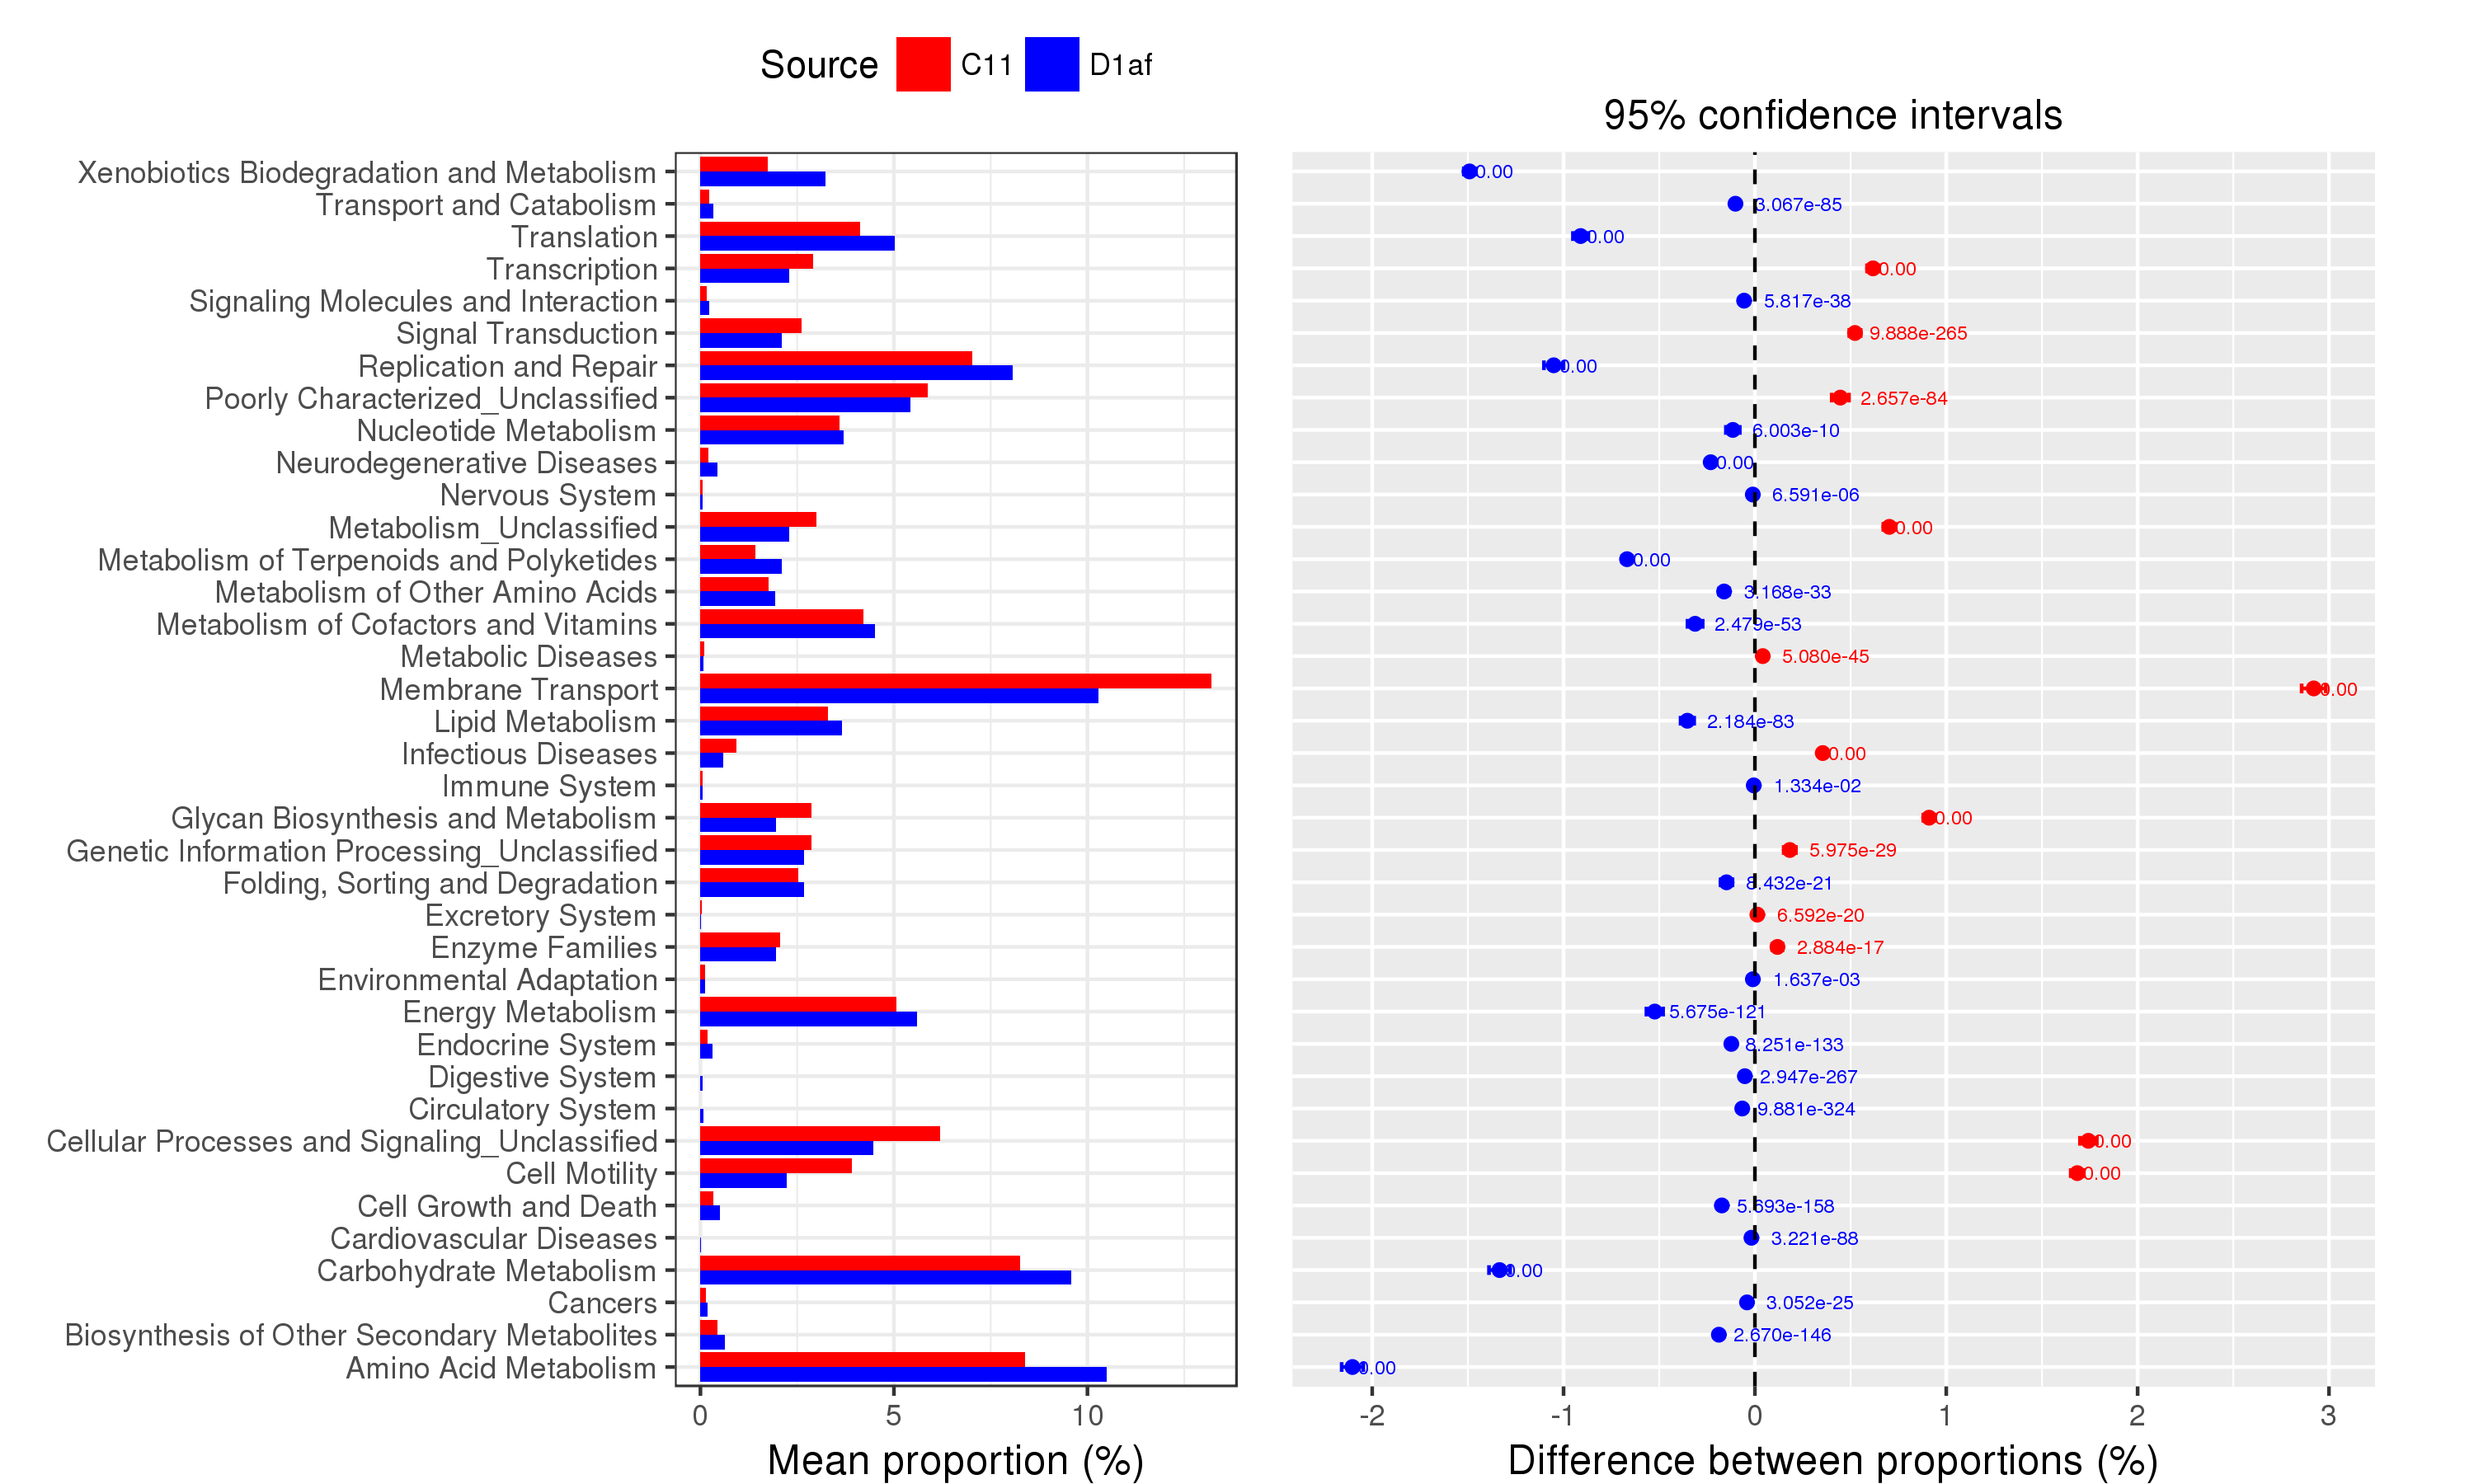 Source C11 D1af
95% confidence intervals
Xenobiotics Biodegradation and Metabolism 0.00
Transport and Catabolism 3.067e-85
Translation 0.00
Transcription 0.00
Signaling Molecules and Interaction 5.817e-38
Signal Transduction 9.888e-265
Replication and Repair 0.00
Poorly Characterized_Unclassified 2.657e-84
Nucleotide Metabolism 6.003e-10
Neurodegenerative Diseases 0.00
Nervous System 6.591e-06
Metabolism_Unclassified 0.00
Metabolism of Terpenoids and Polyketides 0.00
Metabolism of Other Amino Acids 3.168e-33
Metabolism of Cofactors and Vitamins 2.479e-53
Metabolic Diseases 5.080e-45
Membrane Transport 0.00
Lipid Metabolism 2.184e-83
Infectious Diseases 0.00
Immune System 1.334e-02
Glycan Biosynthesis and Metabolism 0.00
Genetic Information Processing_Unclassified 5.975e-29
Folding, Sorting and Degradation 8.432e-21
Excretory System 6.592e-20
Enzyme Families 2.884e-17
Environmental Adaptation 1.637e-03
Energy Metabolism 5.675e-121
Endocrine System 8.251e-133
Digestive System 2.947e-267
Circulatory System 9.881e-324
Cellular Processes and Signaling_Unclassified 0.00
Cell Motility 0.00
Cell Growth and Death 5.693e-158
Cardiovascular Diseases 3.221e-88
Carbohydrate Metabolism 0.00
Cancers 3.052e-25
Biosynthesis of Other Secondary Metabolites 2.670e-146
Amino Acid Metabolism 0.00
0 5 10 -2 -1 0 1 2 3
Mean proportion (%) Difference between proportions (%)